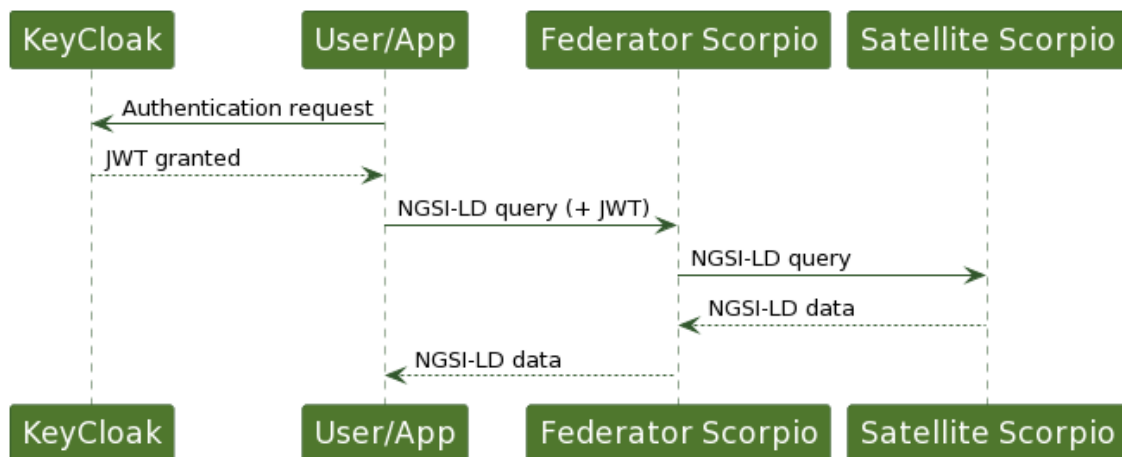 KeyCloak
User/App
Federator Scorpio
Satellite Scorpio
Authentication request
JWT granted
NGSI-LD query (+ JWT)
NGSI-LD query
NGSI-LD data
NGSI-LD data
KeyCloak
User/App
Federator Scorpio
Satellite Scorpio